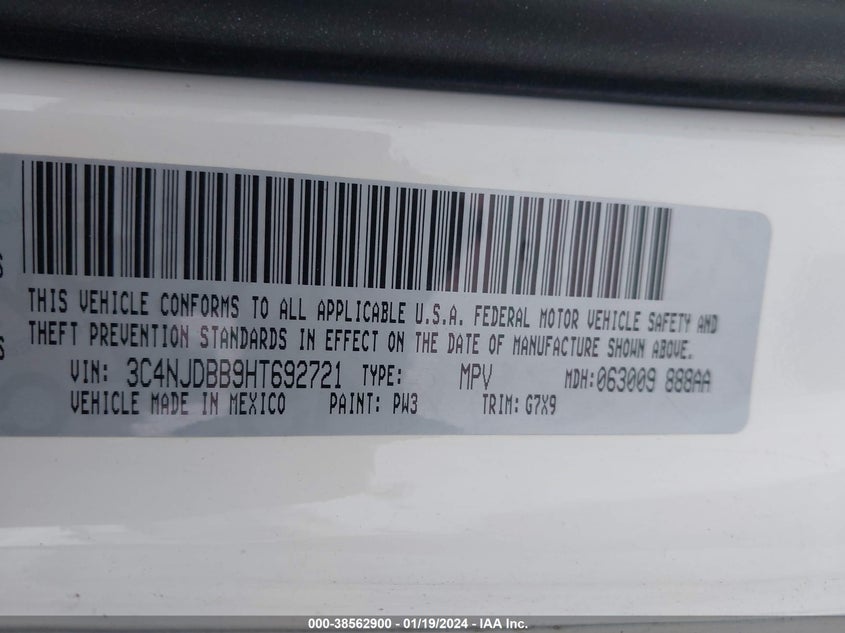 S
THIS VEHICLE CONFORMS TO ALL APPLICABLE U.S.A. FEDERAL MOTOR VEHICLE SAFETY AND
S THEFT PREVENTION STANDARDS IN EFFECT ON THE DATE OF MANUFACTURE SHOWN ABOVE.
VIN: 3C4NJDBB9HT692721 TYPE: MPV MDH:063009 888AA
VEHICLE MADE IN MEXICO PAINT: PW3 TRIM: G7X9
000-38562900 - 01/19/2024 - IAA Inc.